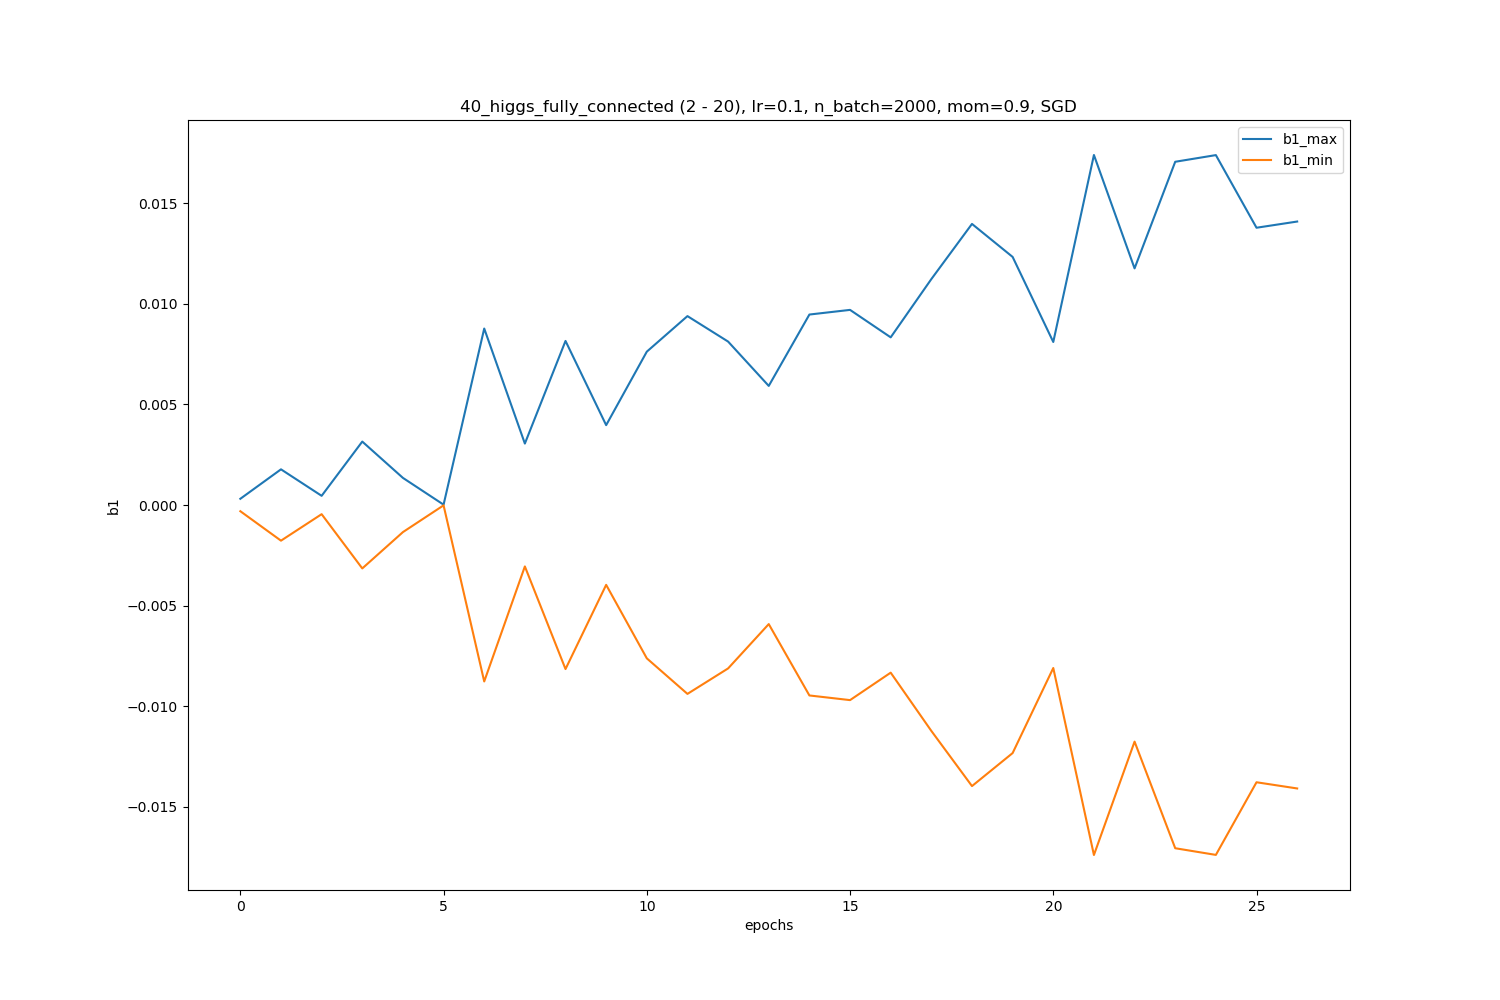 40_higgs_fully_connected (2 - 20), lr=0.1, n_batch=2000, mom=0.9, SGD
b1_max
b1_min
0.015
0.010
0.005
0.000
−0.005
−0.010
−0.015
b1
0 5 10 15 20 25
epochs